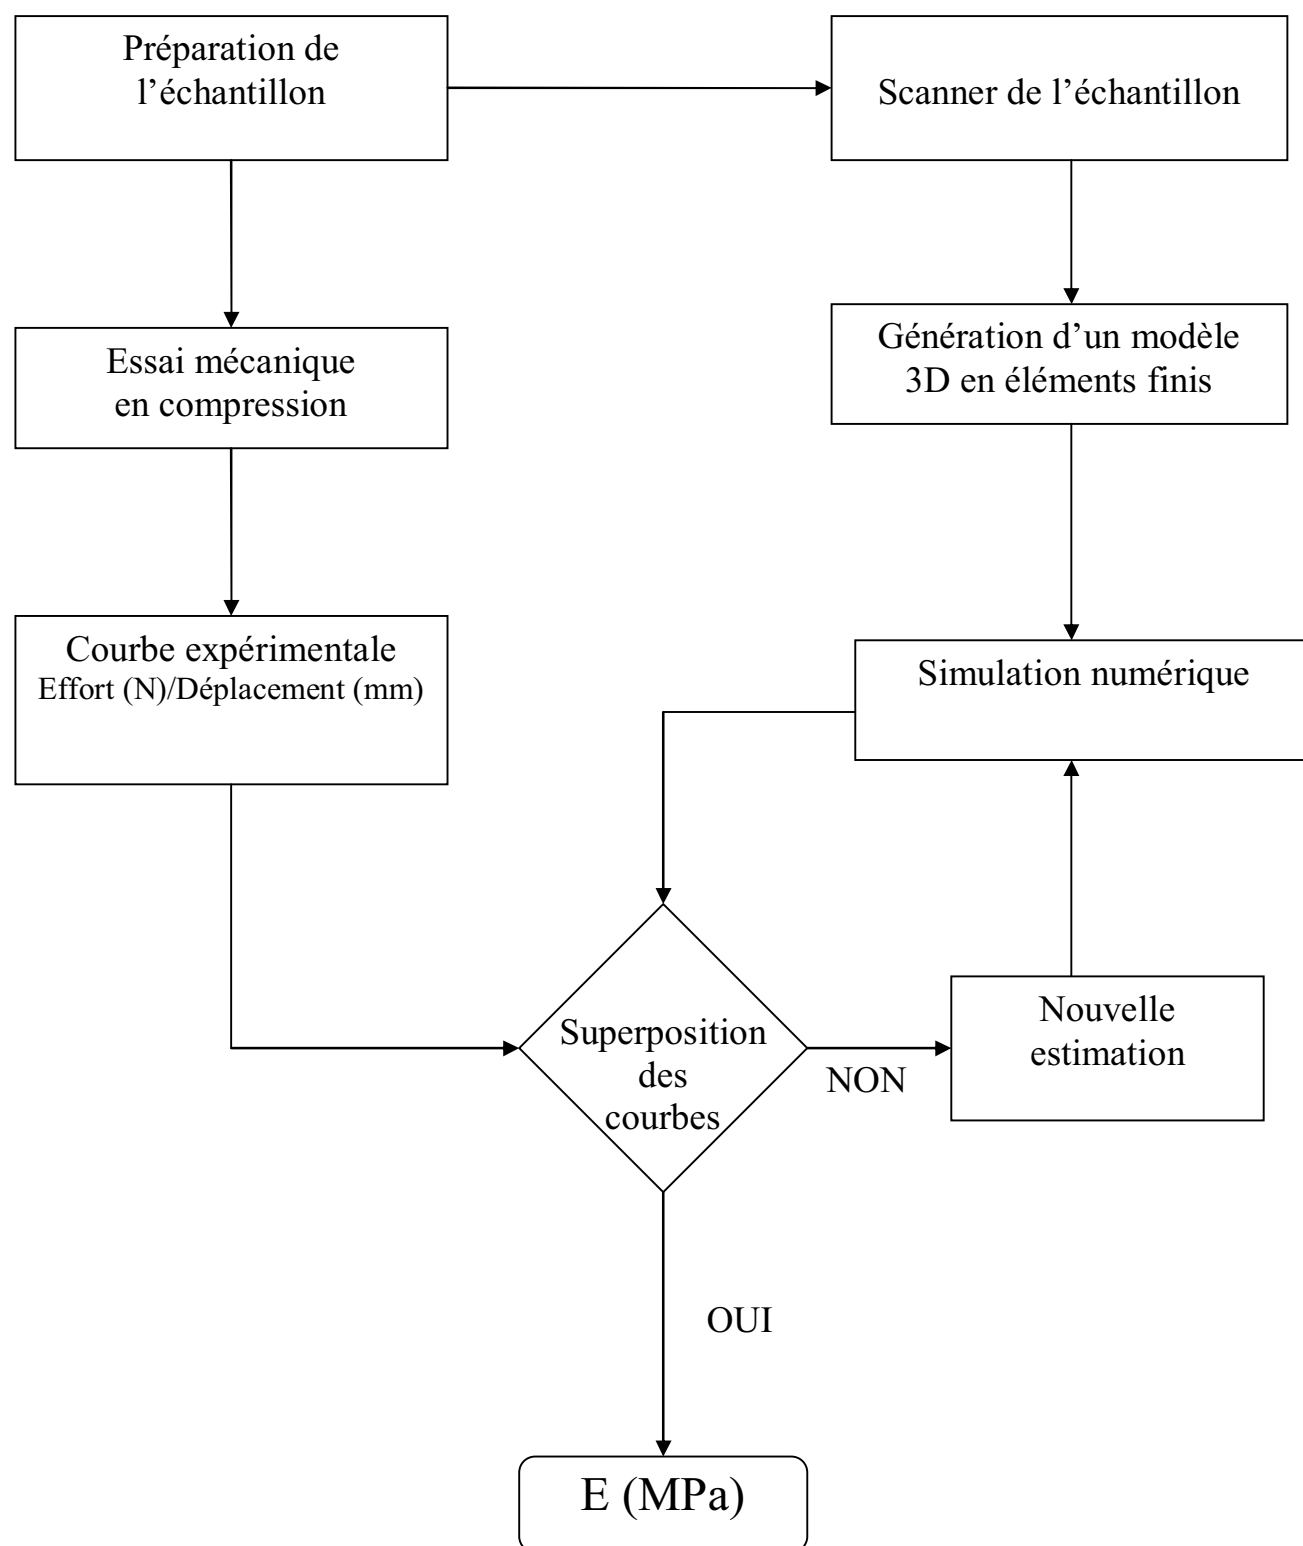 Préparation de
l’échantillon
Scanner de l’échantillon
Essai mécanique
en compression
Génération d’un modèle
3D en éléments finis
Courbe expérimentale
Effort (N)/Déplacement (mm)
Simulation numérique
Superposition
des
courbes
NON
Nouvelle
estimation
OUI
E (MPa)